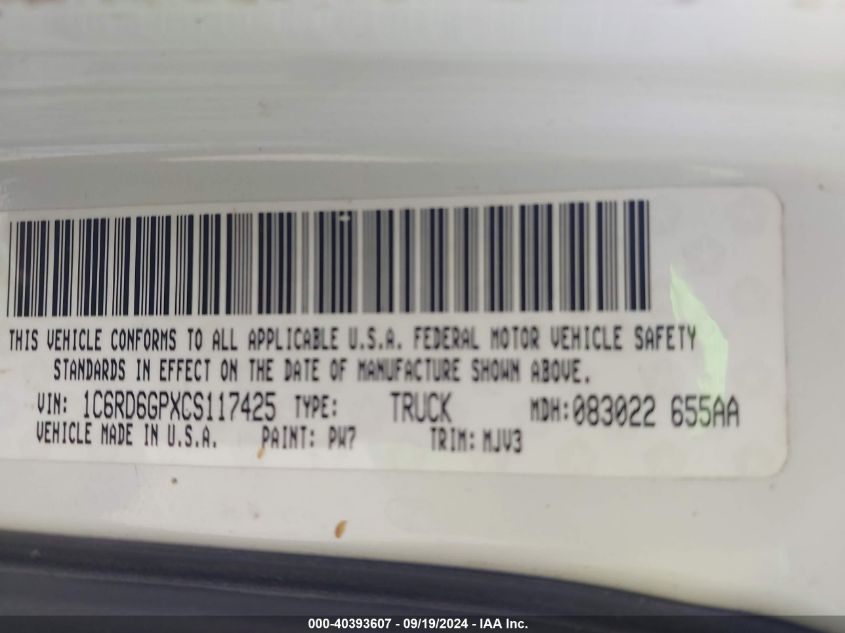 THIS VEHICLE CONFORMS TO ALL APPLICABLE U.S.A. FEDERAL MOTOR VEHICLE SAFETY
STANDARDS IN EFFECT ON THE DATE OF MANUFACTURE SHOWN ABOVE.
VIN: 1C6RD6GPXCS117425 TYPE: TRUCK MDH:083022 655AA
VEHICLE MADE IN U.S.A. PAINT: PW7 TRIM: MJV3
000-40393607 - 09/19/2024 - IAA Inc.